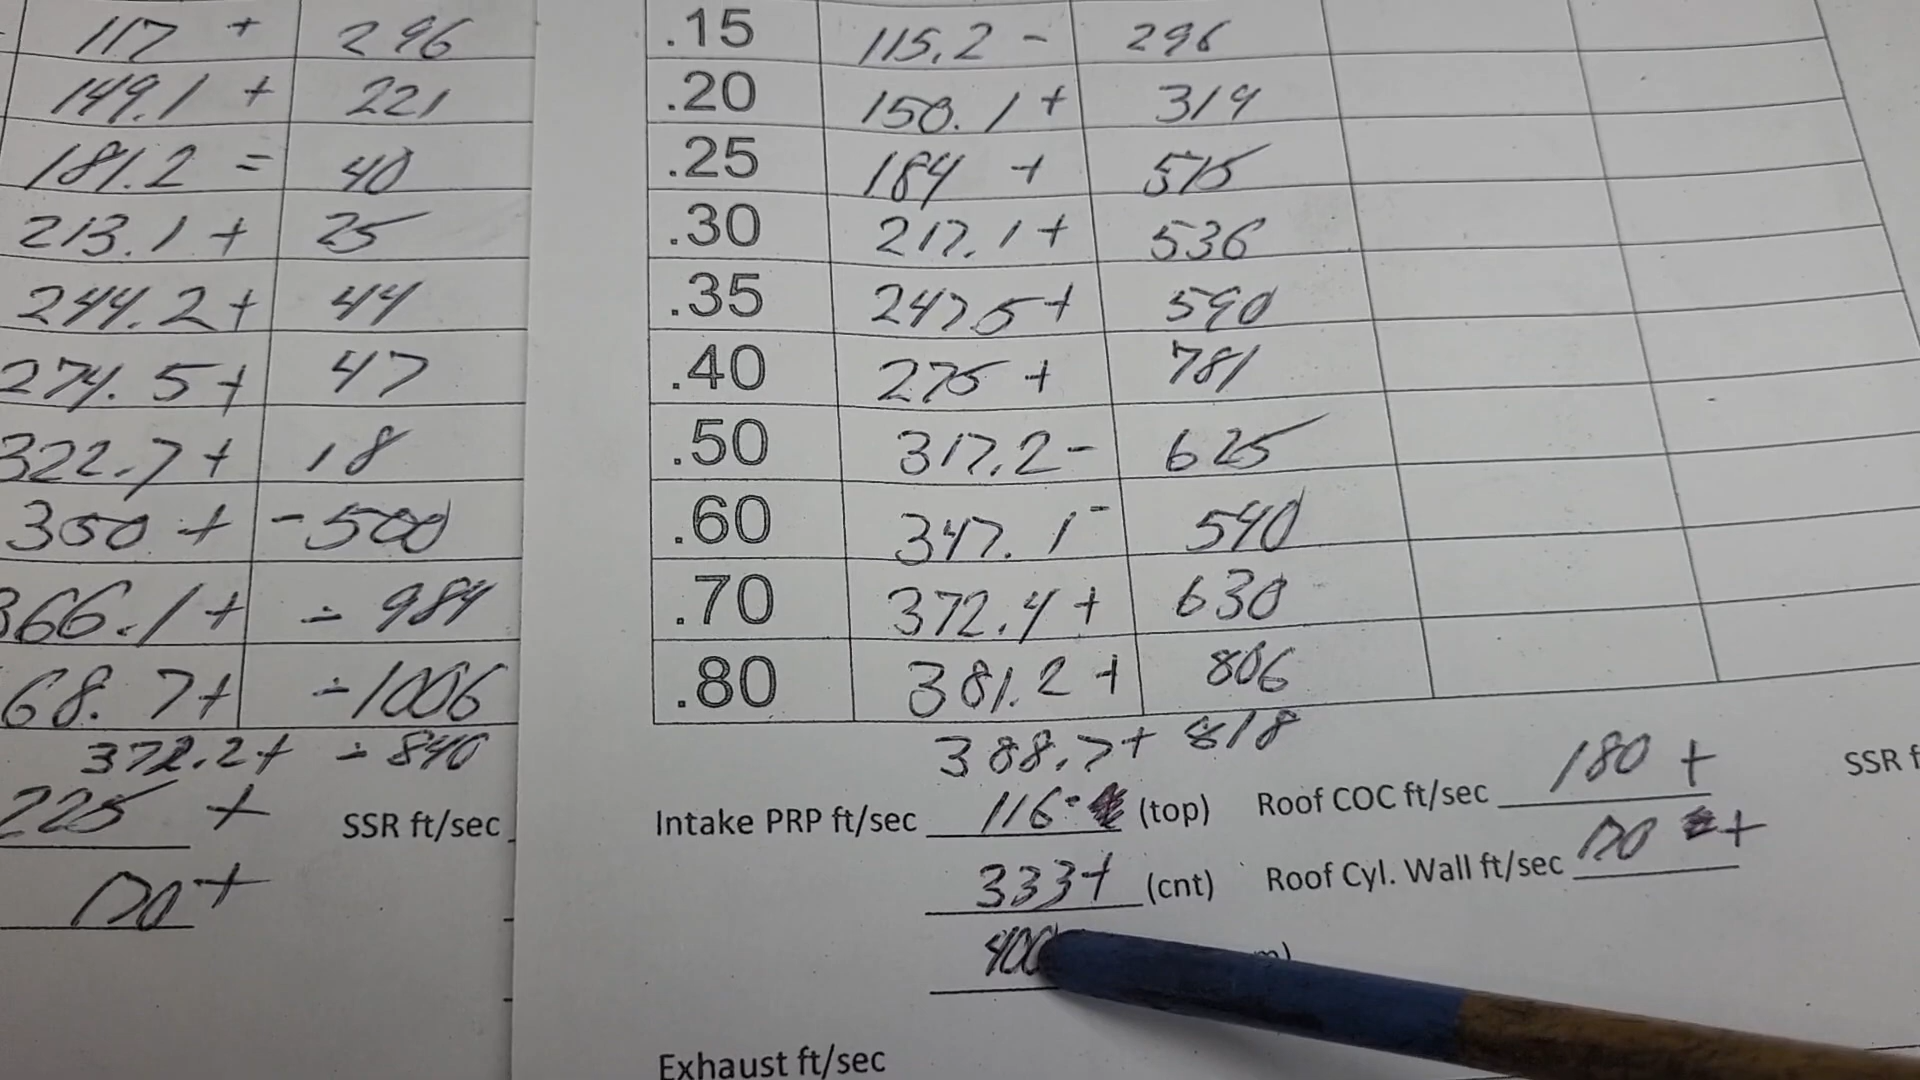 117 + 296
149.1 + 221
181.2 = 40
213.1 + 25
244.2+ 44
274.5+ 47
322.7+ 18
350 + -500
366.1+ - 984
68.7+ -1006
372.2+ - 840
225 + SSR ft/sec
170+
.15 115.2 - 296
.20 150.1+ 319
.25 184 + 515
.30 217.1+ 536
.35 247.5+ 590
.40 275 + 781
.50 317.2- 625
.60 347.1- 540
.70 372.4+ 630
.80 381.2+ 806
388.7+ 818
Intake PRP ft/sec 116- (top) Roof COC ft/sec 180 + SSR f
333+ (cnt) Roof Cyl. Wall ft/sec 170 +
400 m)
Exhaust ft/sec